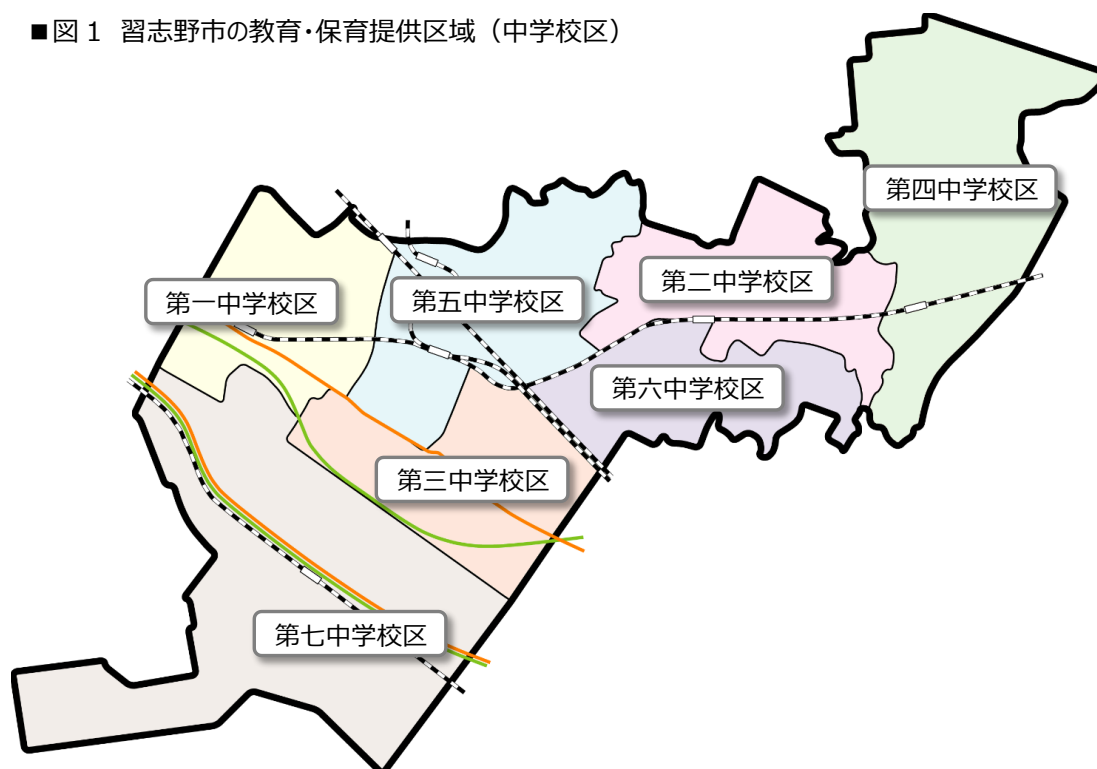 ■図1 習志野市の教育・保育提供区域（中学校区）
第四中学校区
第二中学校区
第一中学校区
第五中学校区
第六中学校区
第三中学校区
第七中学校区